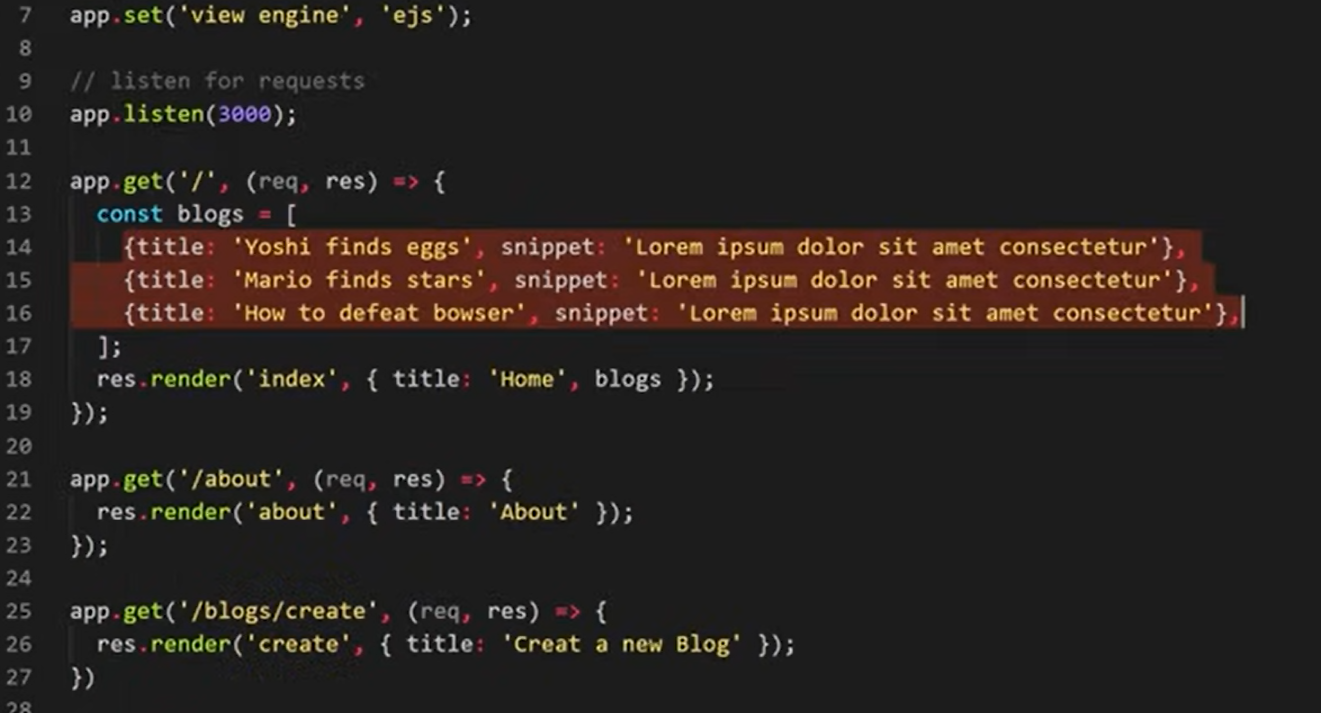 7 app.set('view engine', 'ejs');
8
9 // listen for requests
10 app.listen(3000);
11
12 app.get('/', (req, res) => {
13   const blogs = [
14     {title: 'Yoshi finds eggs', snippet: 'Lorem ipsum dolor sit amet consectetur'},
15     {title: 'Mario finds stars', snippet: 'Lorem ipsum dolor sit amet consectetur'},
16     {title: 'How to defeat bowser', snippet: 'Lorem ipsum dolor sit amet consectetur'},
17   ];
18   res.render('index', { title: 'Home', blogs });
19 });
20
21 app.get('/about', (req, res) => {
22   res.render('about', { title: 'About' });
23 });
24
25 app.get('/blogs/create', (req, res) => {
26   res.render('create', { title: 'Creat a new Blog' });
27 })
28